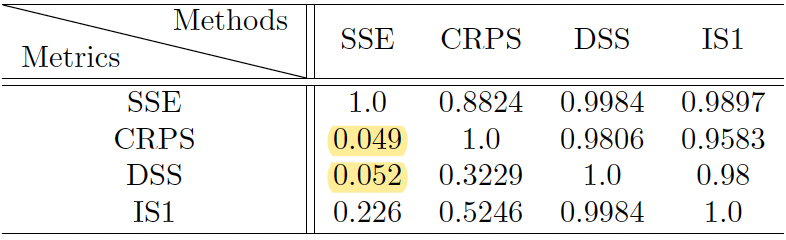 Methods
Metrics
SSE CRPS DSS IS1
SSE 1.0 0.8824 0.9984 0.9897
CRPS 0.049 1.0 0.9806 0.9583
DSS 0.052 0.3229 1.0 0.98
IS1 0.226 0.5246 0.9984 1.0